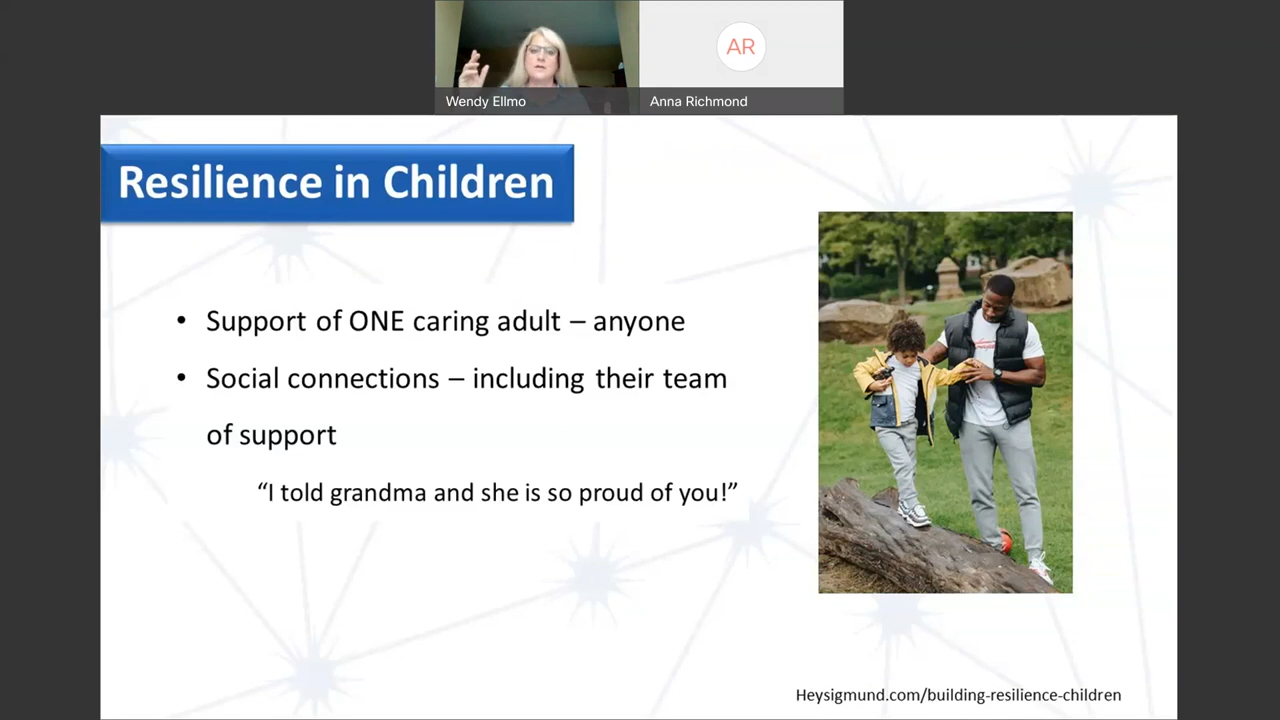 AR
Wendy Ellmo
Anna Richmond
Resilience in Children
• Support of ONE caring adult – anyone
• Social connections – including their team
of support
“I told grandma and she is so proud of you!”
Heysigmund.com/building-resilience-children